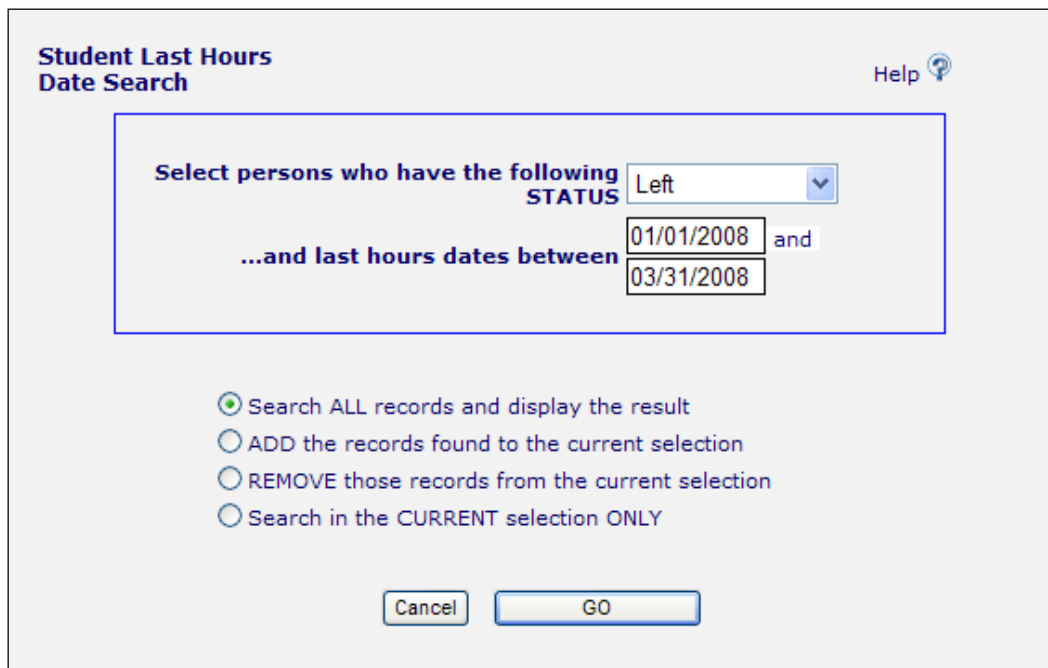 Student Last Hours
Date Search
Help
Select persons who have the following
STATUS
Left
...and last hours dates between
01/01/2008 and
03/31/2008
Search ALL records and display the result
ADD the records found to the current selection
REMOVE those records from the current selection
Search in the CURRENT selection ONLY
Cancel
GO